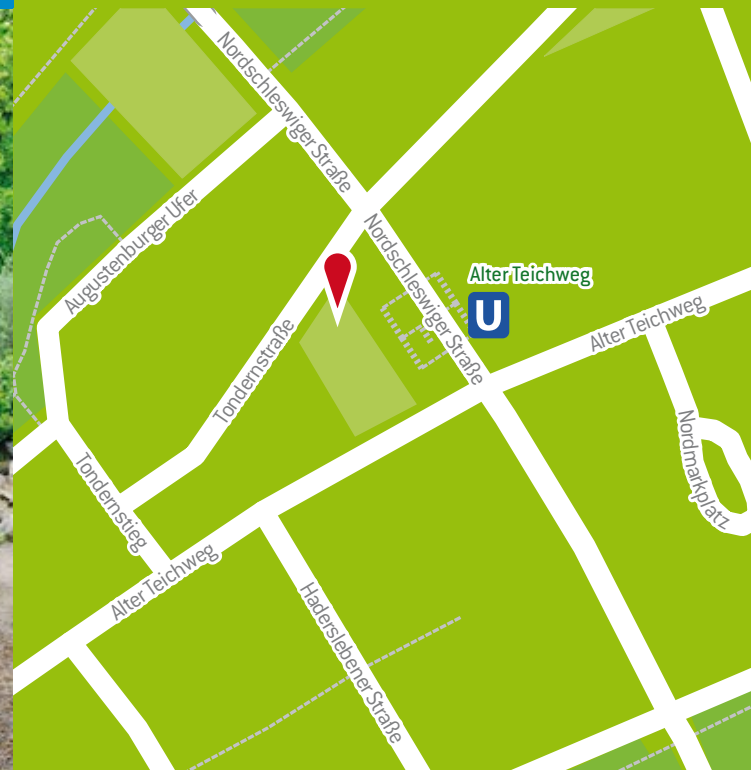 Nordschleswiger Straße
Augustenburger Ufer
Nordschleswiger Straße
Alter Teichweg
U
Alter Teichweg
Tondernstraße
Nordmarkplatz
Tondernstieg
Alter Teichweg
Haderslebener Straße